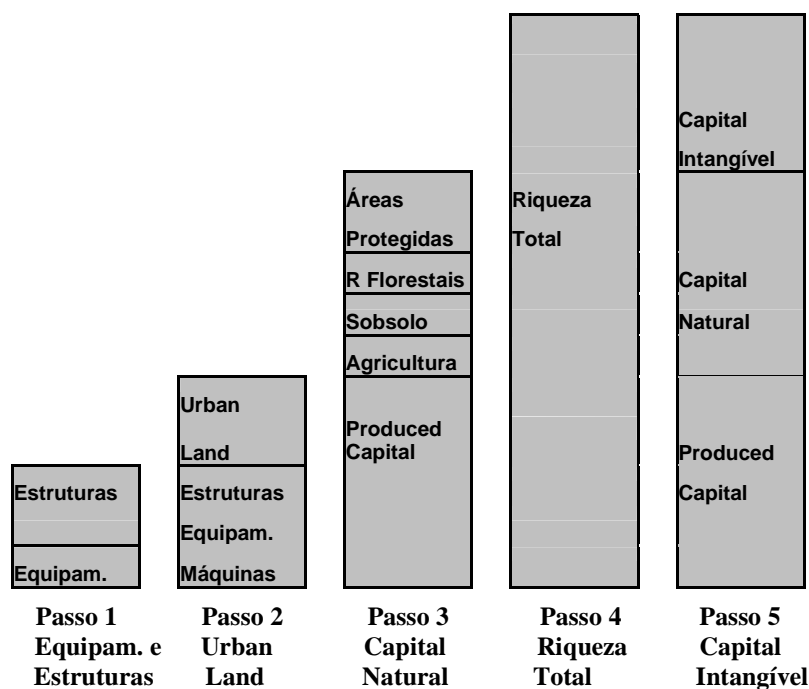 Estruturas
Equipam.
Urban
Land
Estruturas
Equipam.
Máquinas
Áreas
Protegidas
R Florestais
Sobsolo
Agricultura
Produced
Capital
Riqueza
Total
Capital
Intangível
Capital
Natural
Produced
Capital
Passo 1
Equipam. e
Estruturas
Passo 2
Urban
Land
Passo 3
Capital
Natural
Passo 4
Riqueza
Total
Passo 5
Capital
Intangível